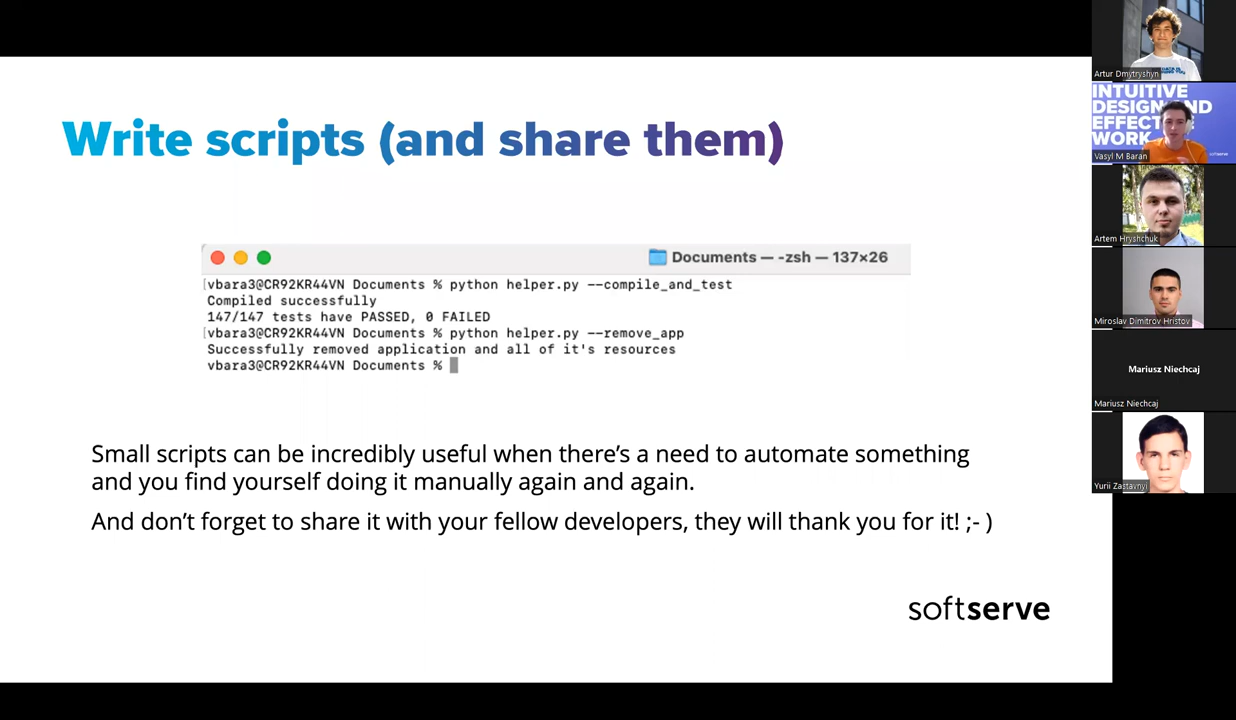 Write scripts (and share them)
Documents — -zsh — 137×26
[vbara3@CR92KR44VN Documents % python helper.py --compile_and_test
Compiled successfully
147/147 tests have PASSED, 0 FAILED
[vbara3@CR92KR44VN Documents % python helper.py --remove_app
Successfully removed application and all of it's resources
vbara3@CR92KR44VN Documents %
Small scripts can be incredibly useful when there's a need to automate something
and you find yourself doing it manually again and again.
And don't forget to share it with your fellow developers, they will thank you for it! ;- )
softserve
Artur Dmytryshyn
INTUITIVE
DESIGN AND
EFFECTIVE
WORK
softserve
Vasyl M Baran
Artem Hryshchuk
Miroslav Dimitrov Hristov
Mariusz Niechcaj
Mariusz Niechcaj
Yurii Zastavnyi